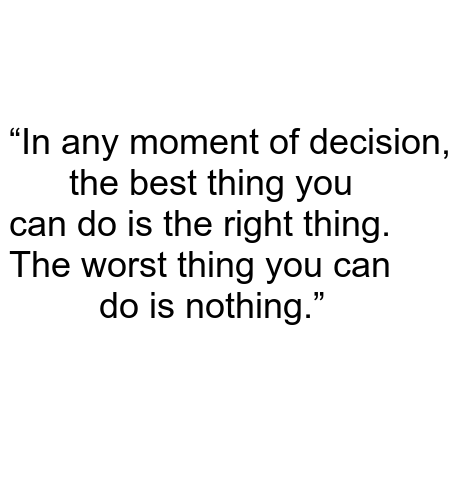 “In any moment of decision,
the best thing you
can do is the right thing.
The worst thing you can
do is nothing.”